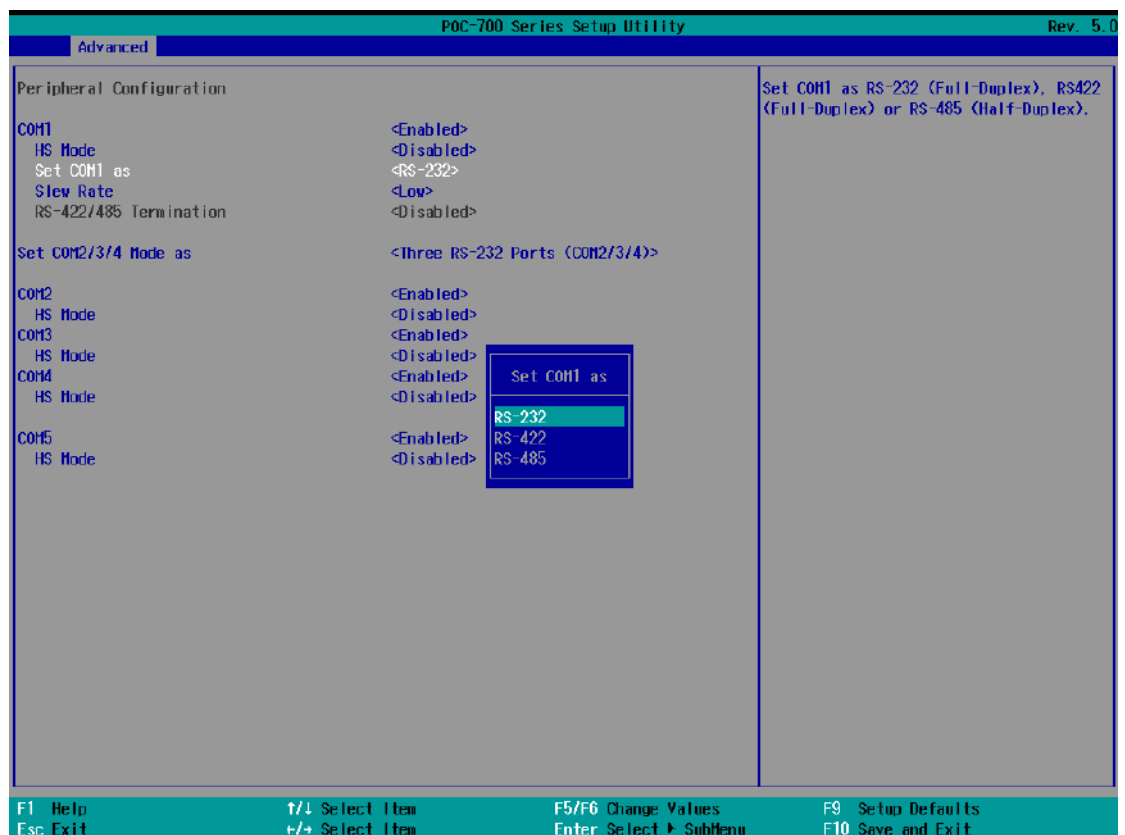 POC-700 Series Setup Utility Rev. 5.0
Advanced
Peripheral Configuration
Set COM1 as RS-232 (Full-Duplex), RS422
(Full-Duplex) or RS-485 (Half-Duplex).
COM1 <Enabled>
HS Mode <Disabled>
Set COM1 as <RS-232>
Slew Rate <Low>
RS-422/485 Termination <Disabled>
Set COM2/3/4 Mode as <Three RS-232 Ports (COM2/3/4)>
COM2 <Enabled>
HS Mode <Disabled>
COM3 <Enabled>
HS Mode <Disabled>
COM4 <Enabled>
HS Mode <Disabled>
COM5 <Enabled>
HS Mode <Disabled>
Set COM1 as
RS-232
RS-422
RS-485
F1 Help ↑/↓ Select Item F5/F6 Change Values F9 Setup Defaults
Esc Exit ←/→ Select Item Enter Select ▶ SubMenu F10 Save and Exit